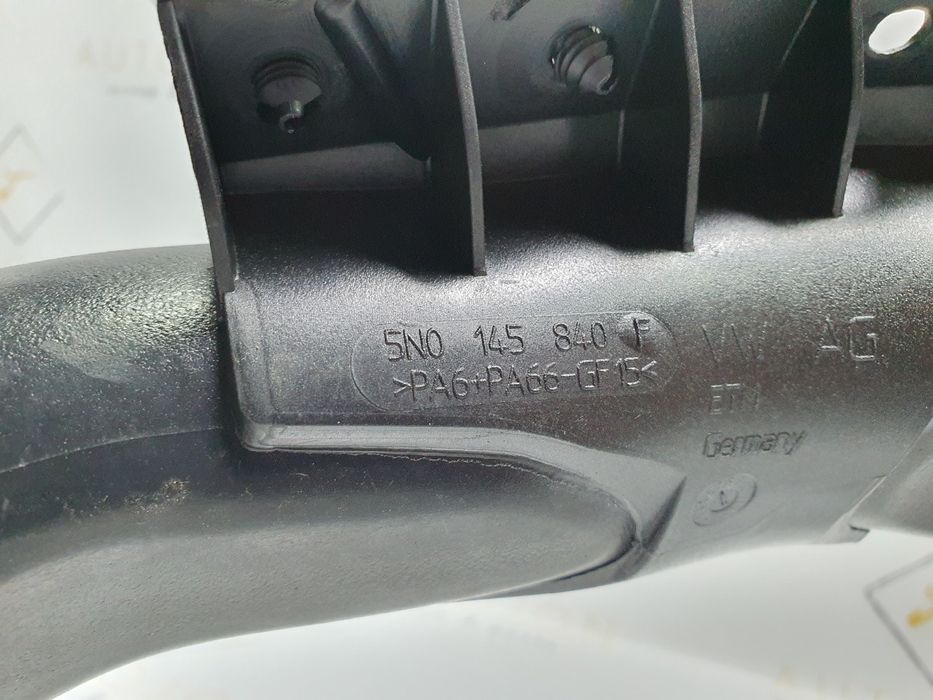 5N0 145 840 F
>PA6+PA66-GF15<
VW AG
Germany